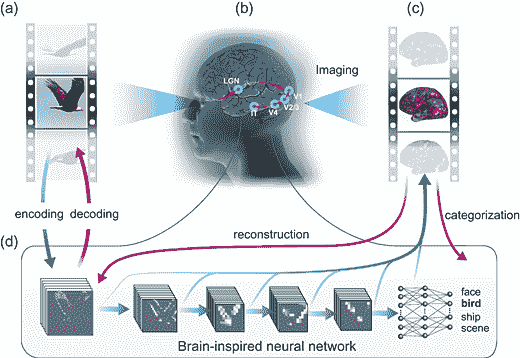 (a)
(b)
(c)
Imaging
LGN
V1
V2/3
V4
IT
encoding
decoding
reconstruction
categorization
(d)
face
bird
ship
scene
Brain-inspired neural network